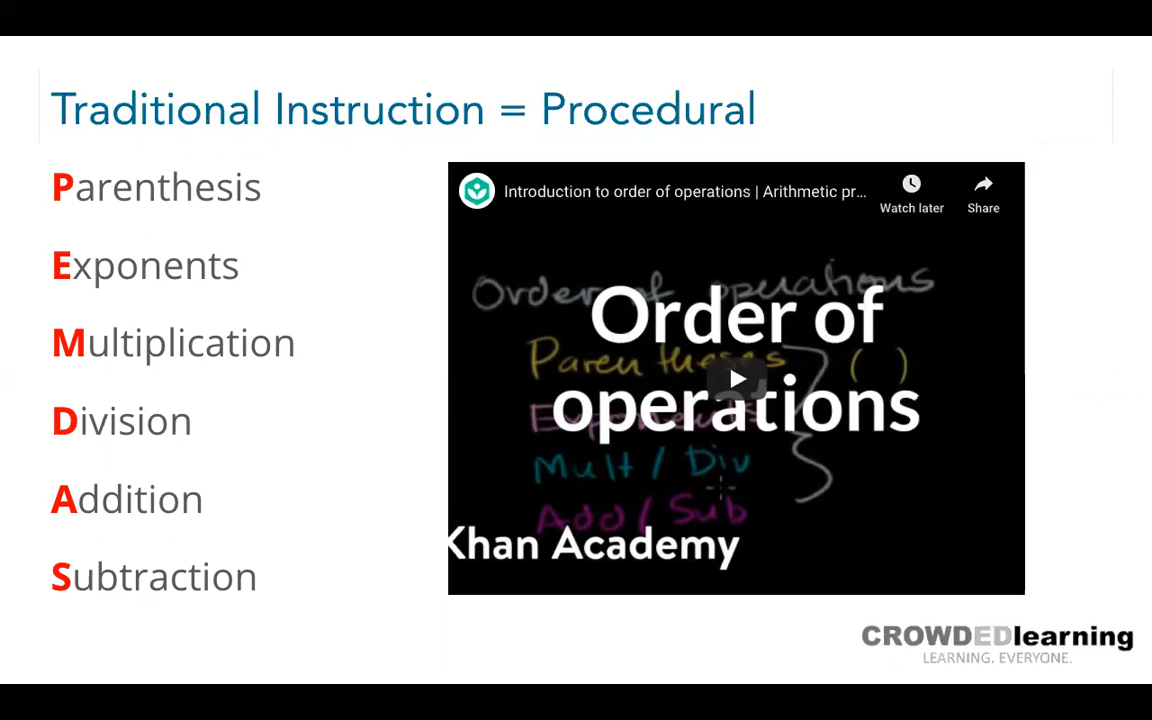 Traditional Instruction = Procedural
Parenthesis
Exponents
Multiplication
Division
Addition
Subtraction
Introduction to order of operations | Arithmetic pr...
Watch later
Share
Order of operations
Order of
operations
Parentheses ( )
Exponents
Mult / Div
Add / Sub
Khan Academy
CROWDEDlearning
LEARNING. EVERYONE.